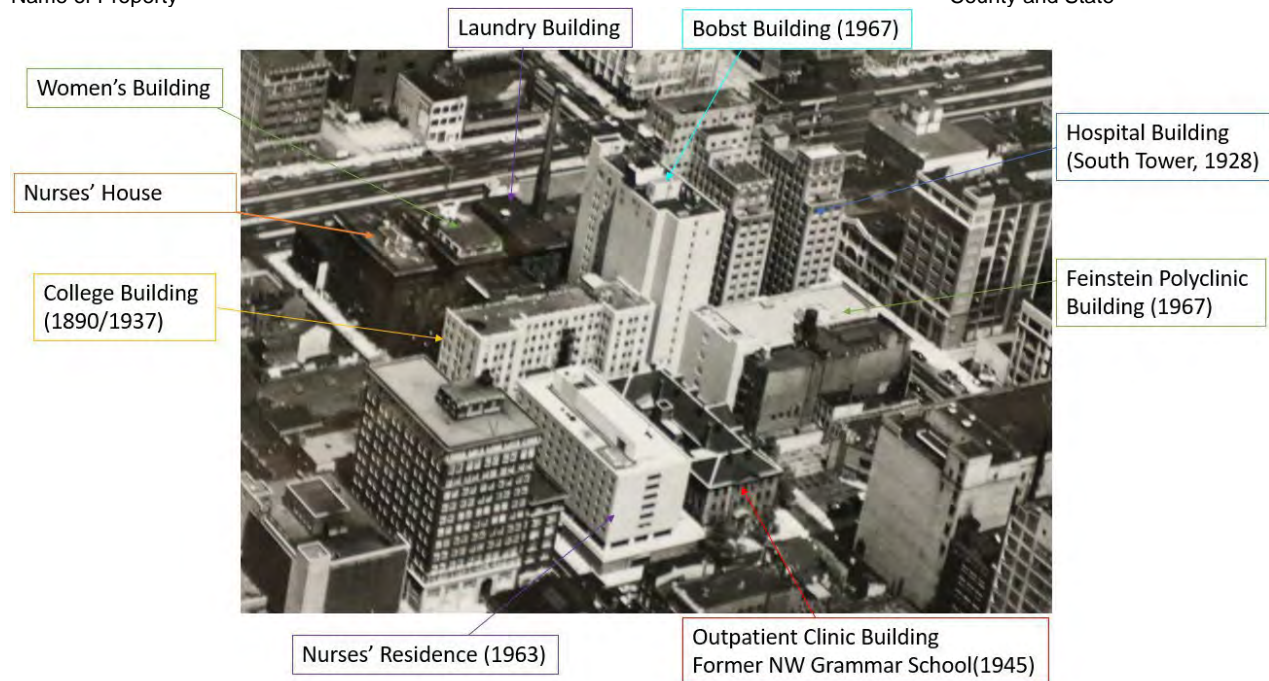 Name of Property
County and State
Laundry Building
Bobst Building (1967)
Women's Building
Hospital Building
(South Tower, 1928)
Nurses' House
Feinstein Polyclinic
Building (1967)
College Building
(1890/1937)
Nurses' Residence (1963)
Outpatient Clinic Building
Former NW Grammar School(1945)